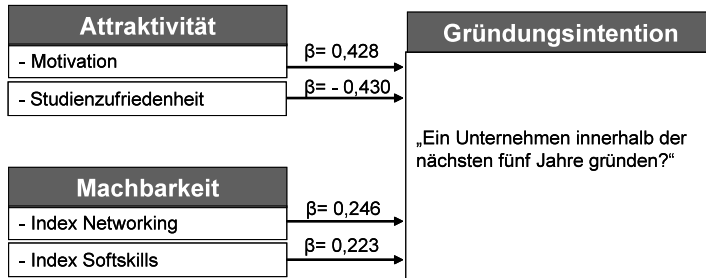 Attraktivität
- Motivation
- Studienzufriedenheit
β= 0,428
β= - 0,430
Gründungsintention
„Ein Unternehmen innerhalb der
nächsten fünf Jahre gründen?“
Machbarkeit
- Index Networking
- Index Softskills
β= 0,246
β= 0,223